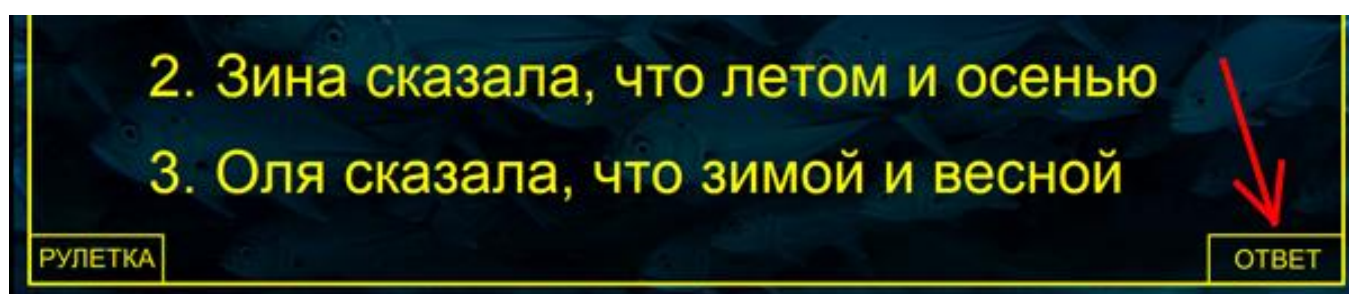 2. Зина сказала, что летом и осенью
3. Оля сказала, что зимой и весной
РУЛЕТКА
ОТВЕТ